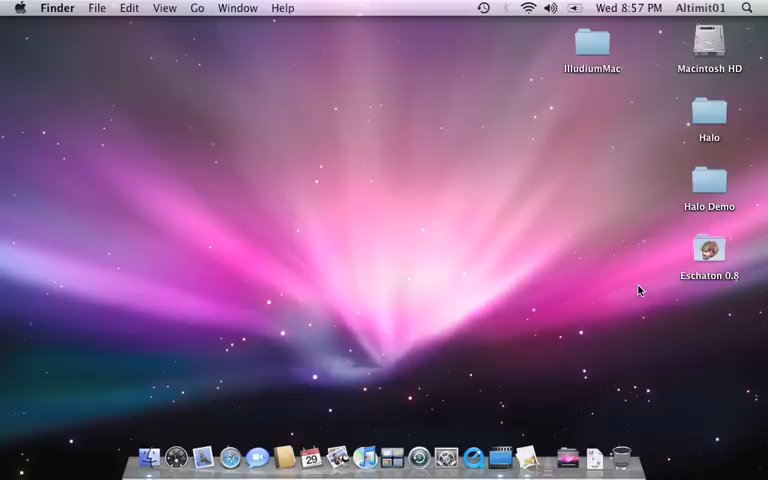 Finder File Edit View Go Window Help Wed 8:57 PM Altimit01
IlludiumMac
Macintosh HD
Halo
Halo Demo
Eschaton 0.8
29